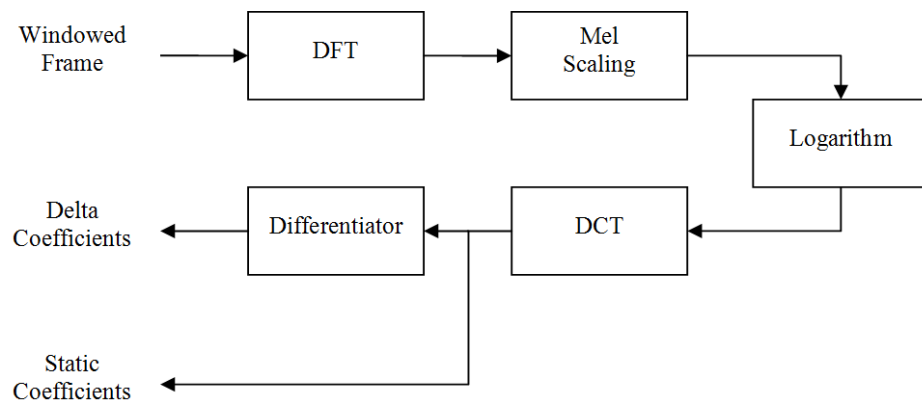 Windowed
Frame
DFT
Mel
Scaling
Logarithm
Delta
Coefficients
Differentiator
DCT
Static
Coefficients